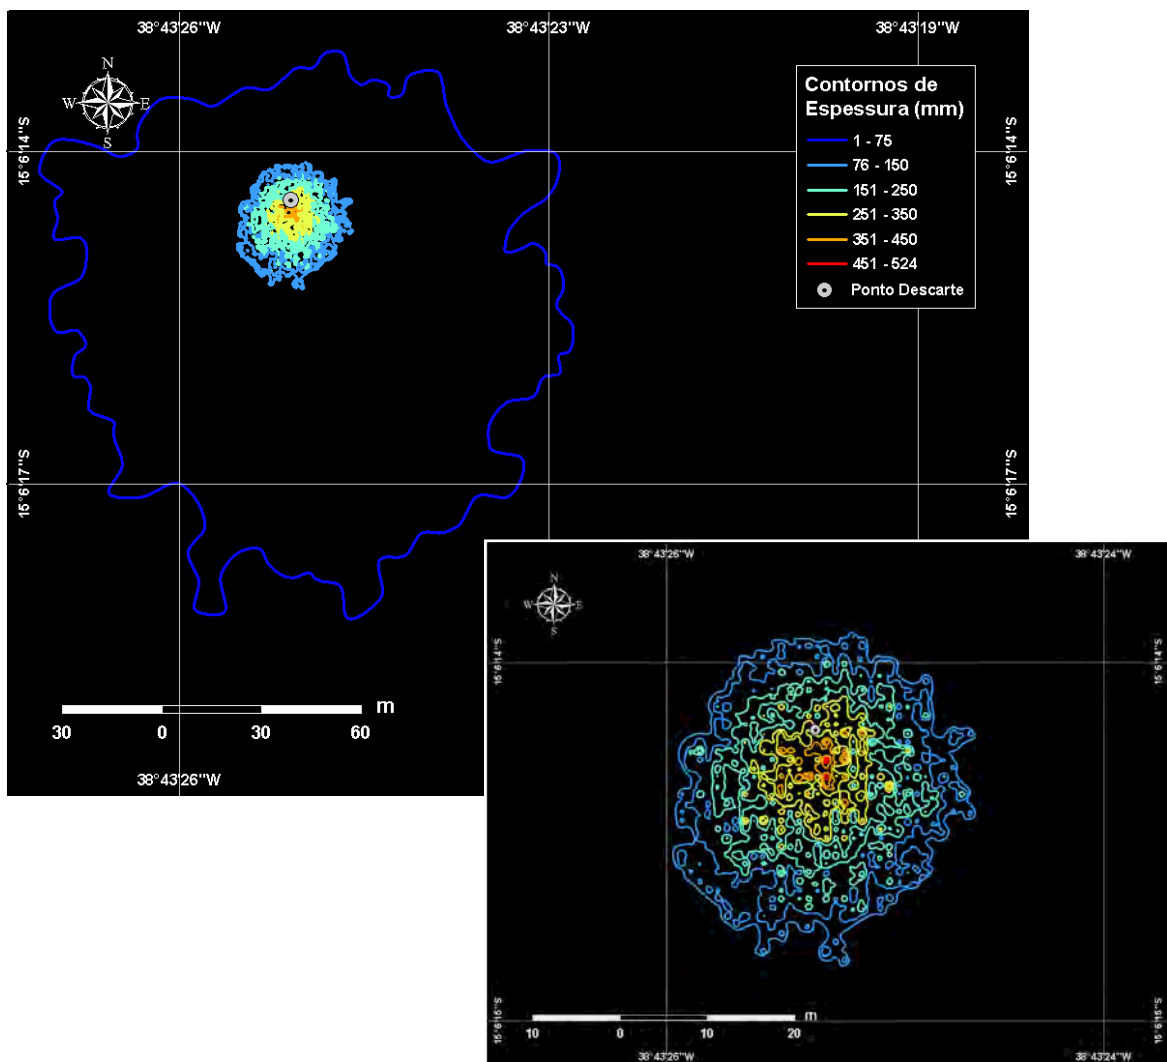 38°43'26"W
38°43'23"W
38°43'19"W
N
W
E
S
Contornos de
Espessura (mm)
1 - 75
76 - 150
151 - 250
251 - 350
351 - 450
451 - 524
Ponto Descarte
15°6'14"S
15°6'14"S
15°6'17"S
15°6'17"S
m
30 0 30 60
38°43'26"W
38°43'26"W
38°43'24"W
N
W
E
S
15°6'14"S
15°6'14"S
15°6'15"S
15°6'15"S
m
10 0 10 20
38°43'26"W
38°43'24"W